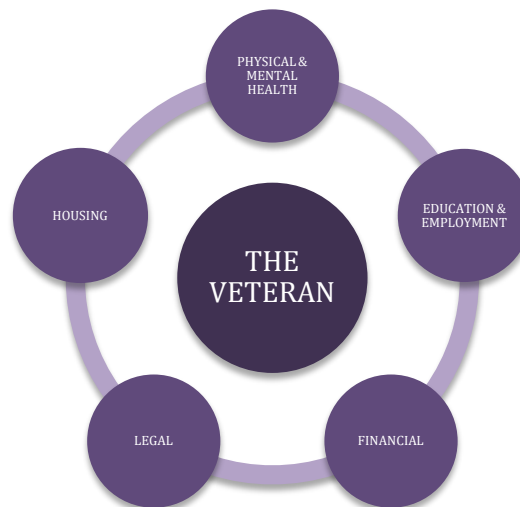 PHYSICAL &
MENTAL
HEALTH
EDUCATION &
EMPLOYMENT
FINANCIAL
LEGAL
HOUSING
THE
VETERAN